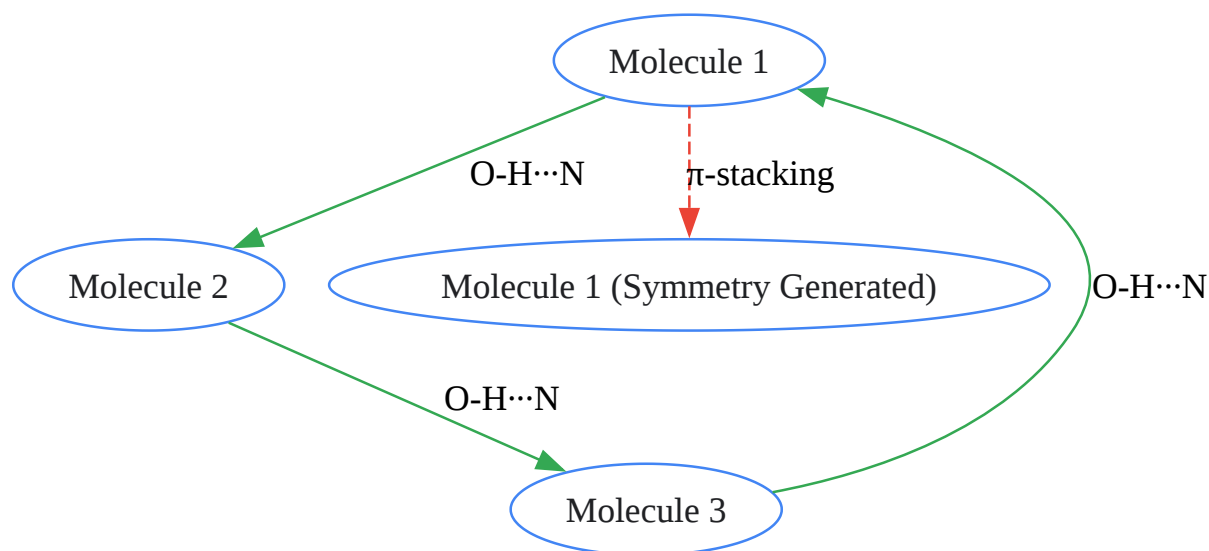 Molecule 1
O-H···N
π-stacking
Molecule 2
Molecule 1 (Symmetry Generated)
O-H···N
O-H···N
Molecule 3